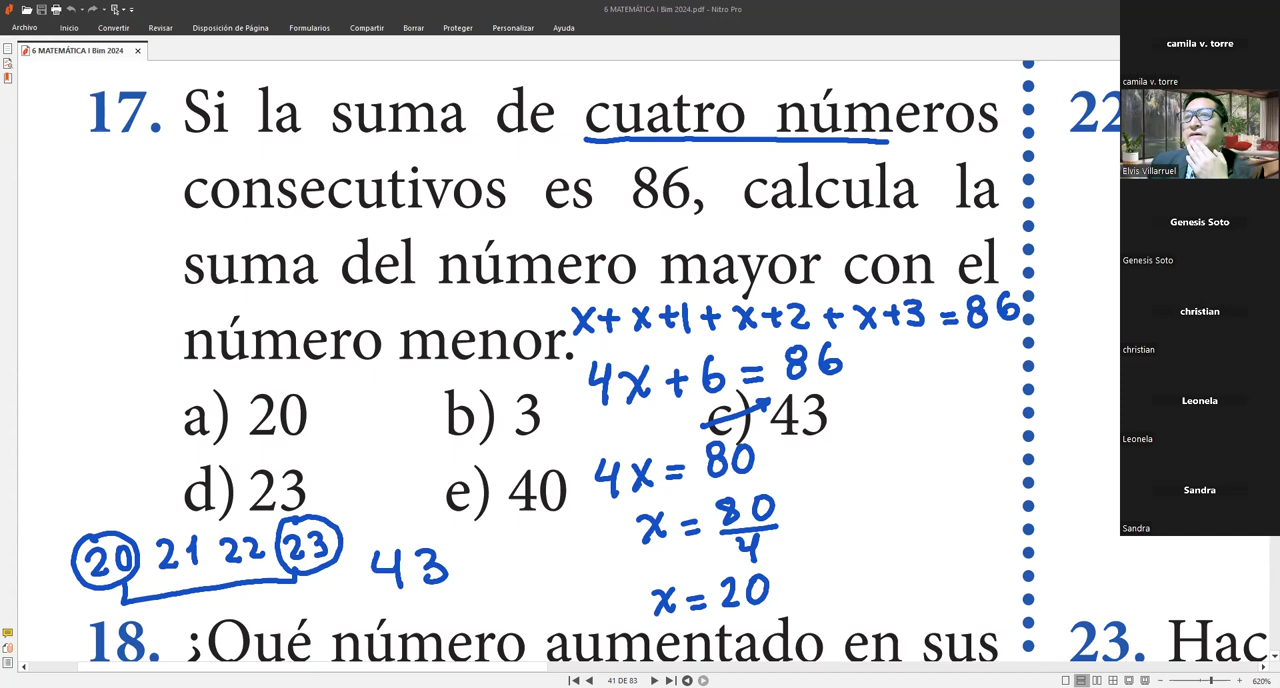 6 MATEMÁTICA I Bim 2024.pdf - Nitro Pro
Archivo Inicio Convertir Revisar Disposición de Página Formularios Compartir Borrar Proteger Personalizar Ayuda
6 MATEMÁTICA I Bim 2024
17. Si la suma de cuatro números
consecutivos es 86, calcula la
suma del número mayor con el
número menor.
x + x+1 + x+2 + x+3 = 86
4x + 6 = 86
a) 20 b) 3 c) 43
4x = 80
d) 23 e) 40
x = 80/4
20 21 22 23 43
x = 20
18. ¿Qué número aumentado en sus
22
23. Hac
camila v. torre
camila v. torre
Elvis Villarruel
Genesis Soto
Genesis Soto
christian
christian
Leonela
Leonela
Sandra
Sandra
41 DE 83
620%